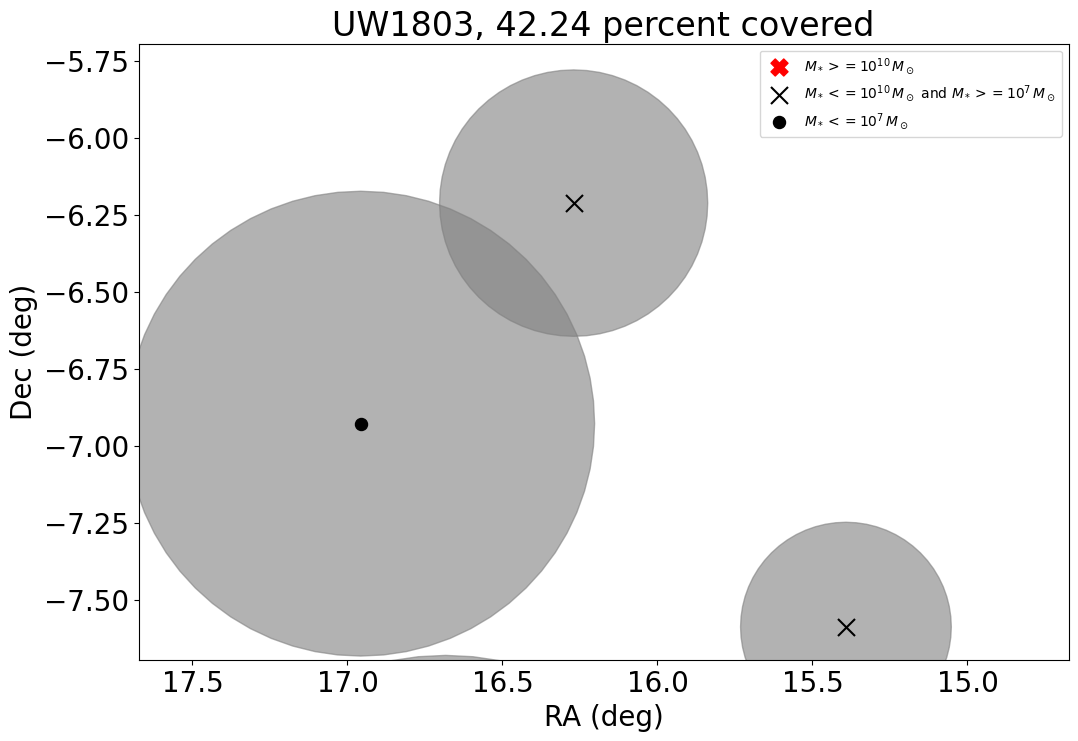 UW1803, 42.24 percent covered
M* >= 10^10 M⊙
M* <= 10^10 M⊙ and M* >= 10^7 M⊙
M* <= 10^7 M⊙
−5.75
−6.00
−6.25
−6.50
−6.75
−7.00
−7.25
−7.50
Dec (deg)
17.5 17.0 16.5 16.0 15.5 15.0
RA (deg)